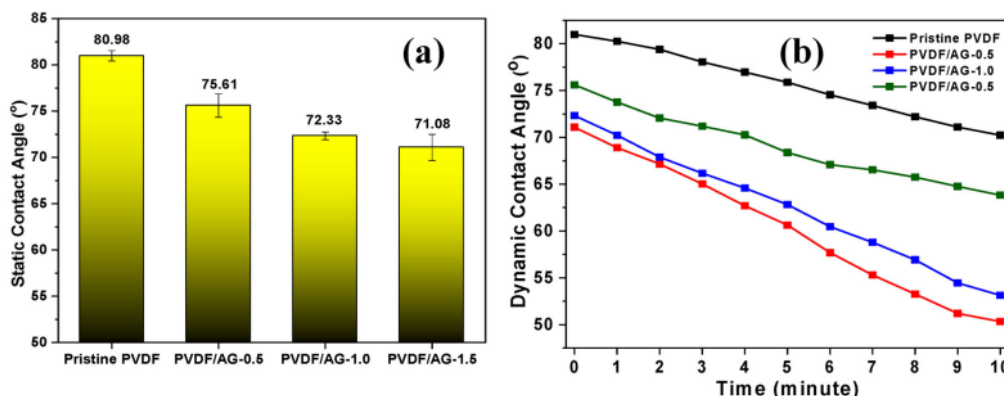 (a)
Static Contact Angle (°)
85
80
75
70
65
60
55
50
80.98
75.61
72.33
71.08
Pristine PVDF
PVDF/AG-0.5
PVDF/AG-1.0
PVDF/AG-1.5
(b)
Dynamic Contact Angle (°)
80
75
70
65
60
55
50
Pristine PVDF
PVDF/AG-0.5
PVDF/AG-1.0
PVDF/AG-0.5
0 1 2 3 4 5 6 7 8 9 10
Time (minute)